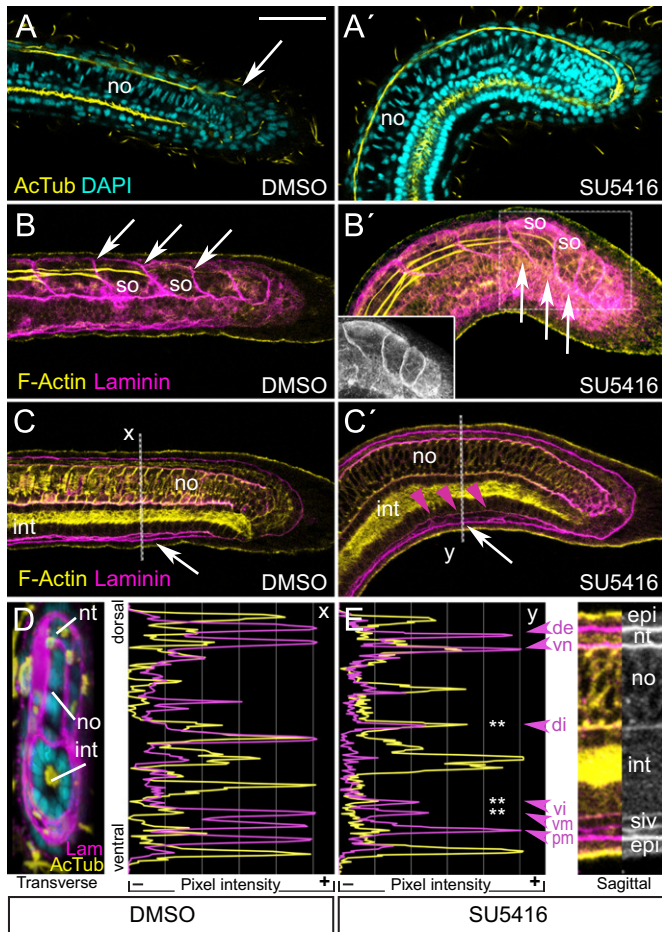 A
no
AcTub DAPI
DMSO
A´
no
SU5416
B
so
so
F-Actin Laminin
DMSO
B´
so
so
SU5416
C
x
no
int
F-Actin Laminin
DMSO
C´
no
int
y
SU5416
D
nt
no
int
Lam
AcTub
Transverse
dorsal
ventral
x
– Pixel intensity +
E
y
**
**
**
– Pixel intensity +
de
vn
di
vi
vm
pm
epi
nt
no
int
siv
epi
Sagittal
DMSO
SU5416